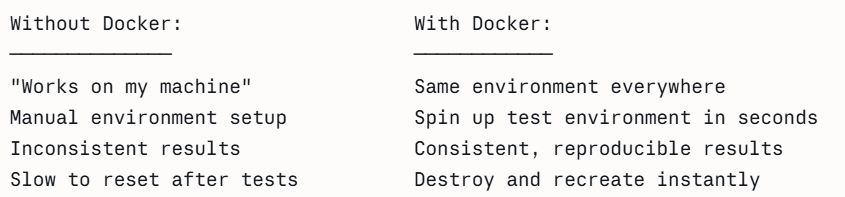 Without Docker:
"Works on my machine"
Manual environment setup
Inconsistent results
Slow to reset after tests
With Docker:
Same environment everywhere
Spin up test environment in seconds
Consistent, reproducible results
Destroy and recreate instantly